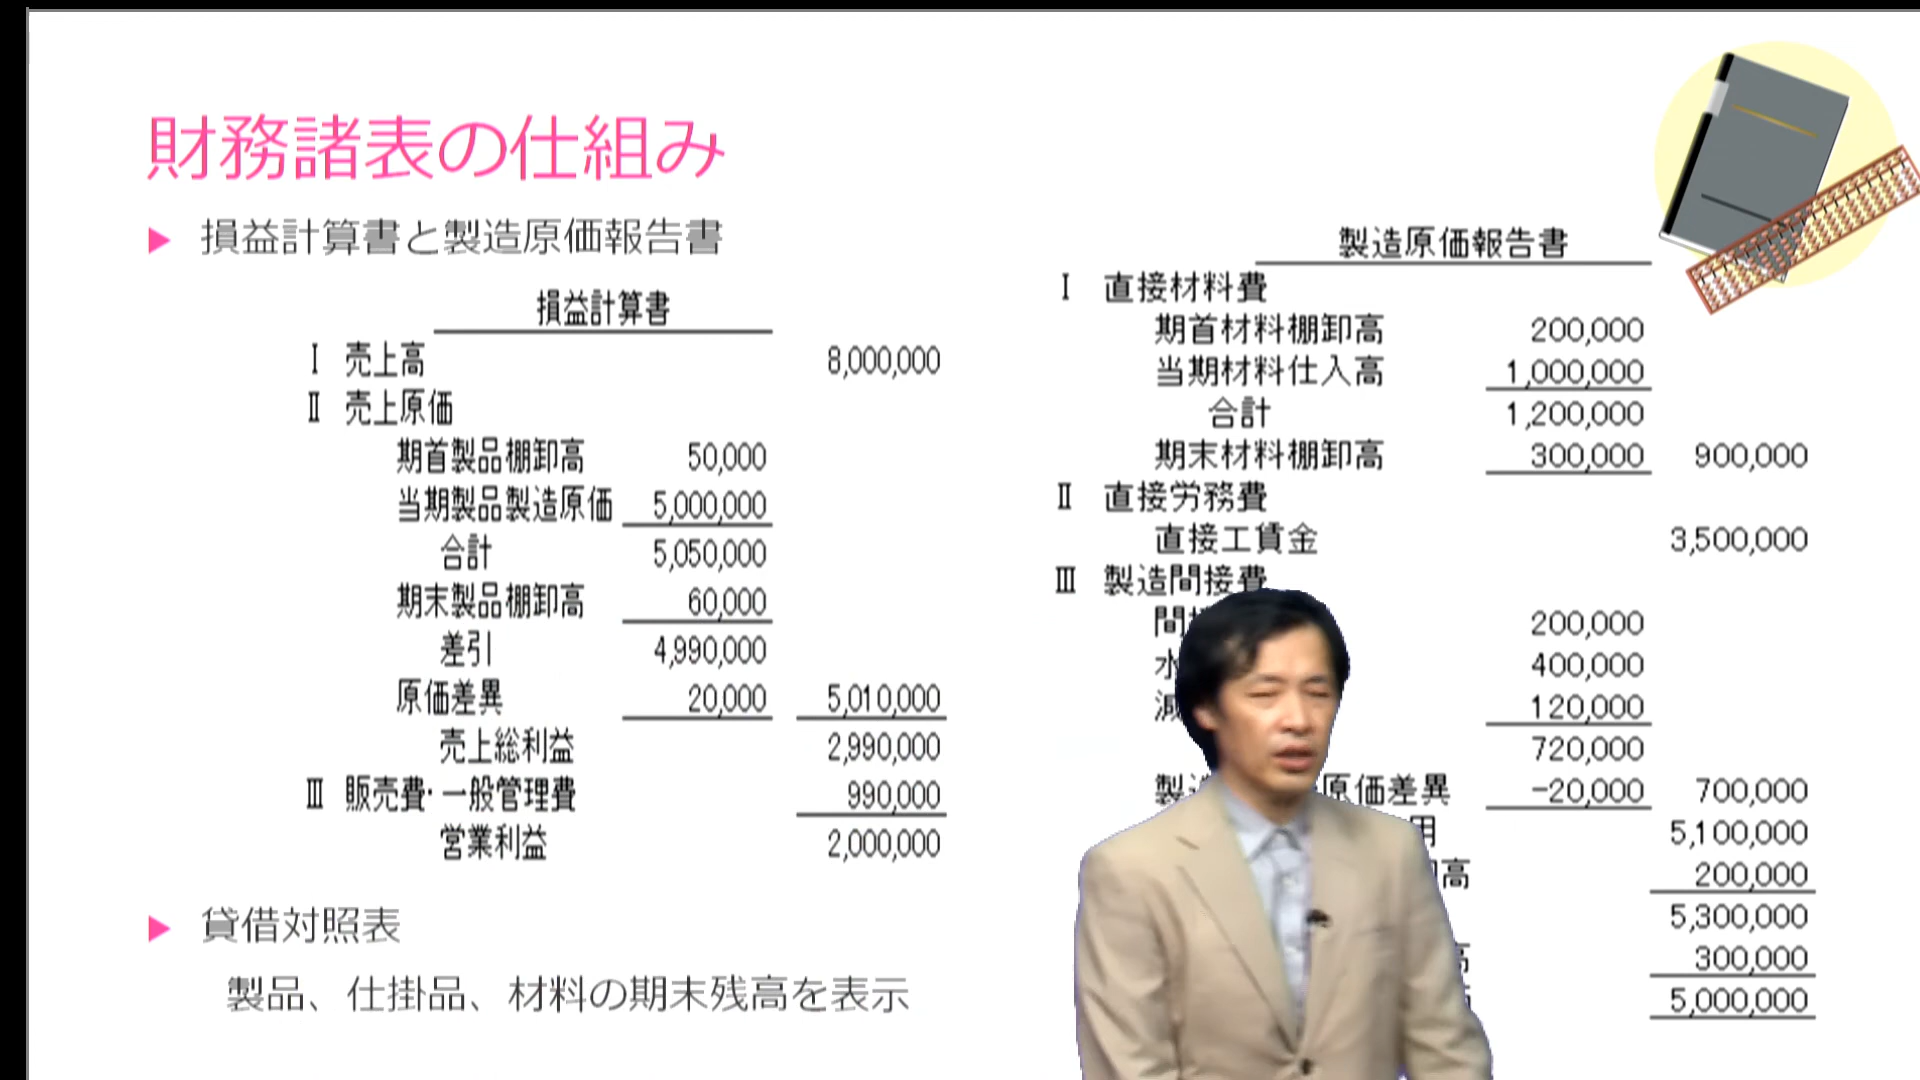 財務諸表の仕組み
損益計算書と製造原価報告書
損益計算書
Ⅰ 売上高 8,000,000
Ⅱ 売上原価
期首製品棚卸高 50,000
当期製品製造原価 5,000,000
合計 5,050,000
期末製品棚卸高 60,000
差引 4,990,000
原価差異 20,000 5,010,000
売上総利益 2,990,000
Ⅲ 販売費・一般管理費 990,000
営業利益 2,000,000
貸借対照表
製品、仕掛品、材料の期末残高を表示
製造原価報告書
Ⅰ 直接材料費
期首材料棚卸高 200,000
当期材料仕入高 1,000,000
合計 1,200,000
期末材料棚卸高 300,000 900,000
Ⅱ 直接労務費
直接工賃金 3,500,000
Ⅲ 製造間接費
間 200,000
水 400,000
減 120,000
720,000
製 原価差異 -20,000 700,000
用 5,100,000
高 200,000
5,300,000
高 300,000
5,000,000